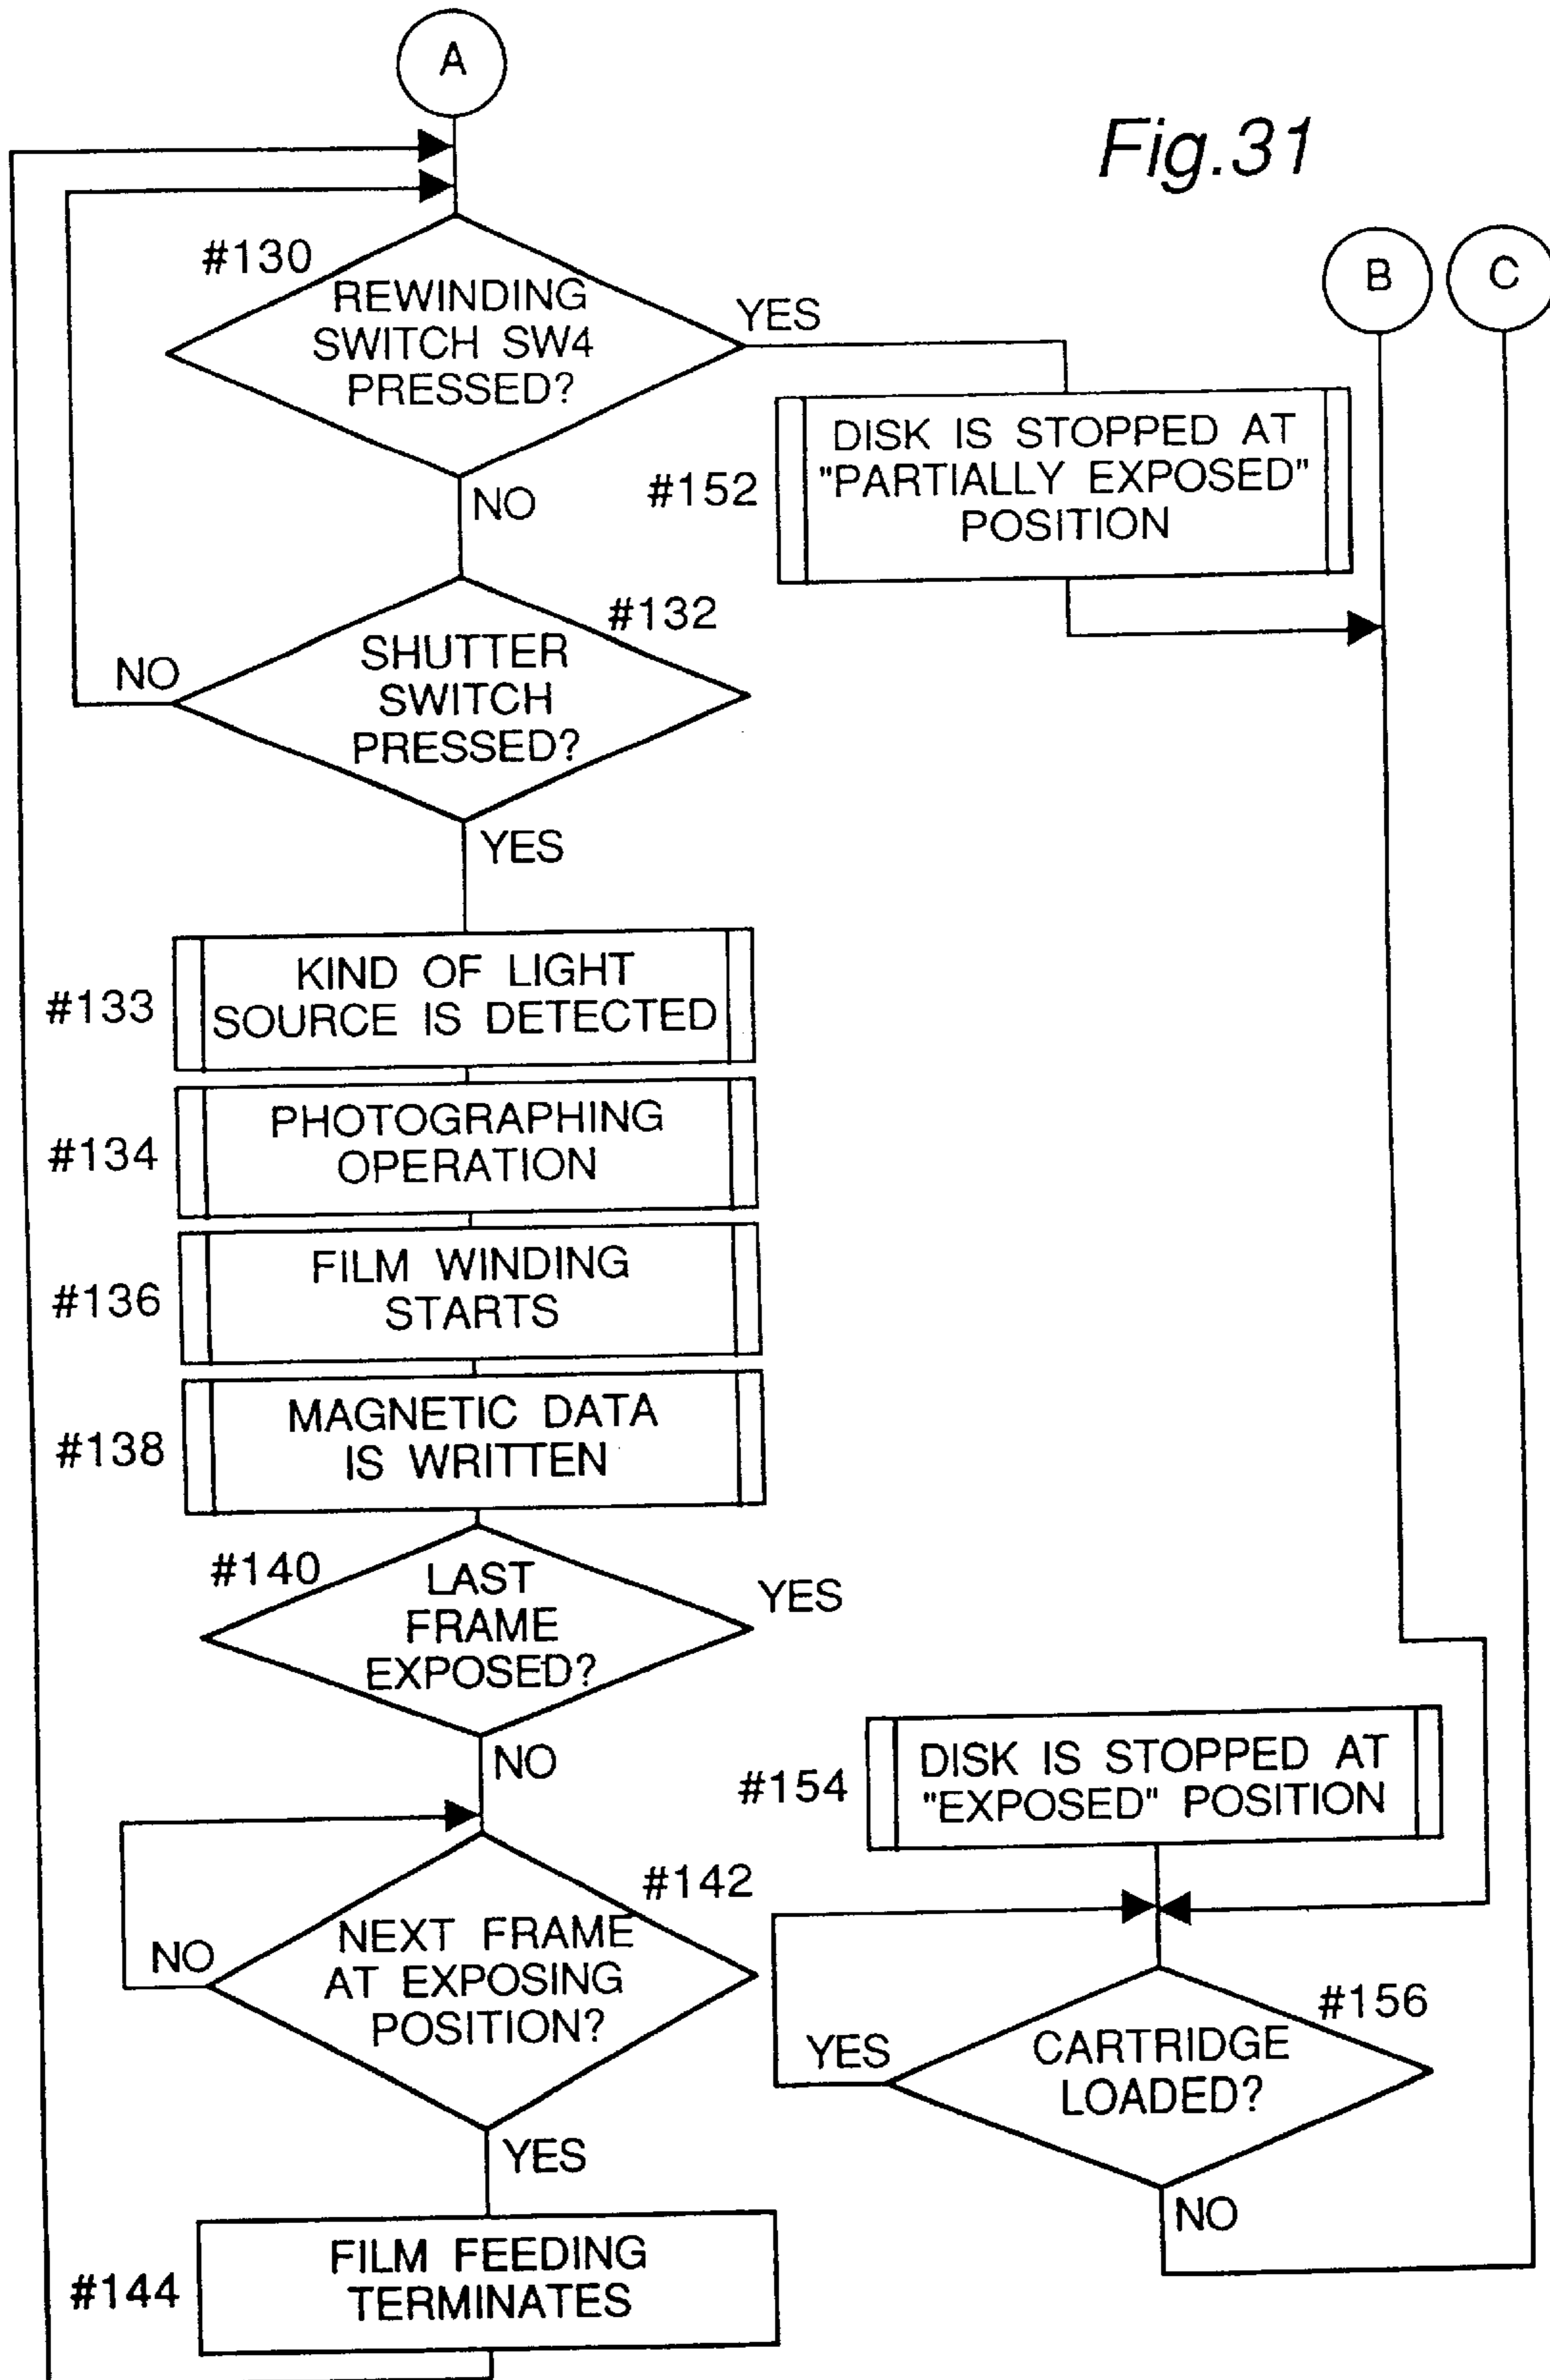 A
Fig.31
#130
REWINDING
SWITCH SW4
PRESSED?
YES
B
C
NO
#152
DISK IS STOPPED AT
"PARTIALLY EXPOSED"
POSITION
#132
SHUTTER
SWITCH
PRESSED?
NO
YES
#133
KIND OF LIGHT
SOURCE IS DETECTED
#134
PHOTOGRAPHING
OPERATION
#136
FILM WINDING
STARTS
#138
MAGNETIC DATA
IS WRITTEN
#140
LAST
FRAME
EXPOSED?
YES
NO
#154
DISK IS STOPPED AT
"EXPOSED" POSITION
#142
NEXT FRAME
AT EXPOSING
POSITION?
NO
YES
#156
CARTRIDGE
LOADED?
YES
NO
#144
FILM FEEDING
TERMINATES